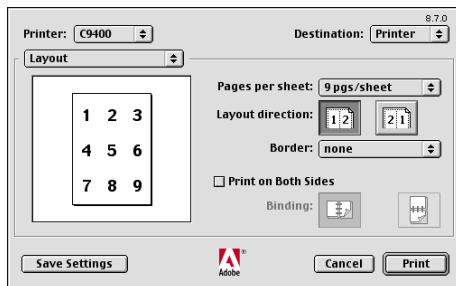 8.7.0
Printer: C9400 Destination: Printer
Layout
Pages per sheet: 9 pgs/sheet
1 2 3
4 5 6
7 8 9
Layout direction: 1 2 2 1
Border: none
Print on Both Sides
Binding:
Save Settings
Adobe
Cancel Print